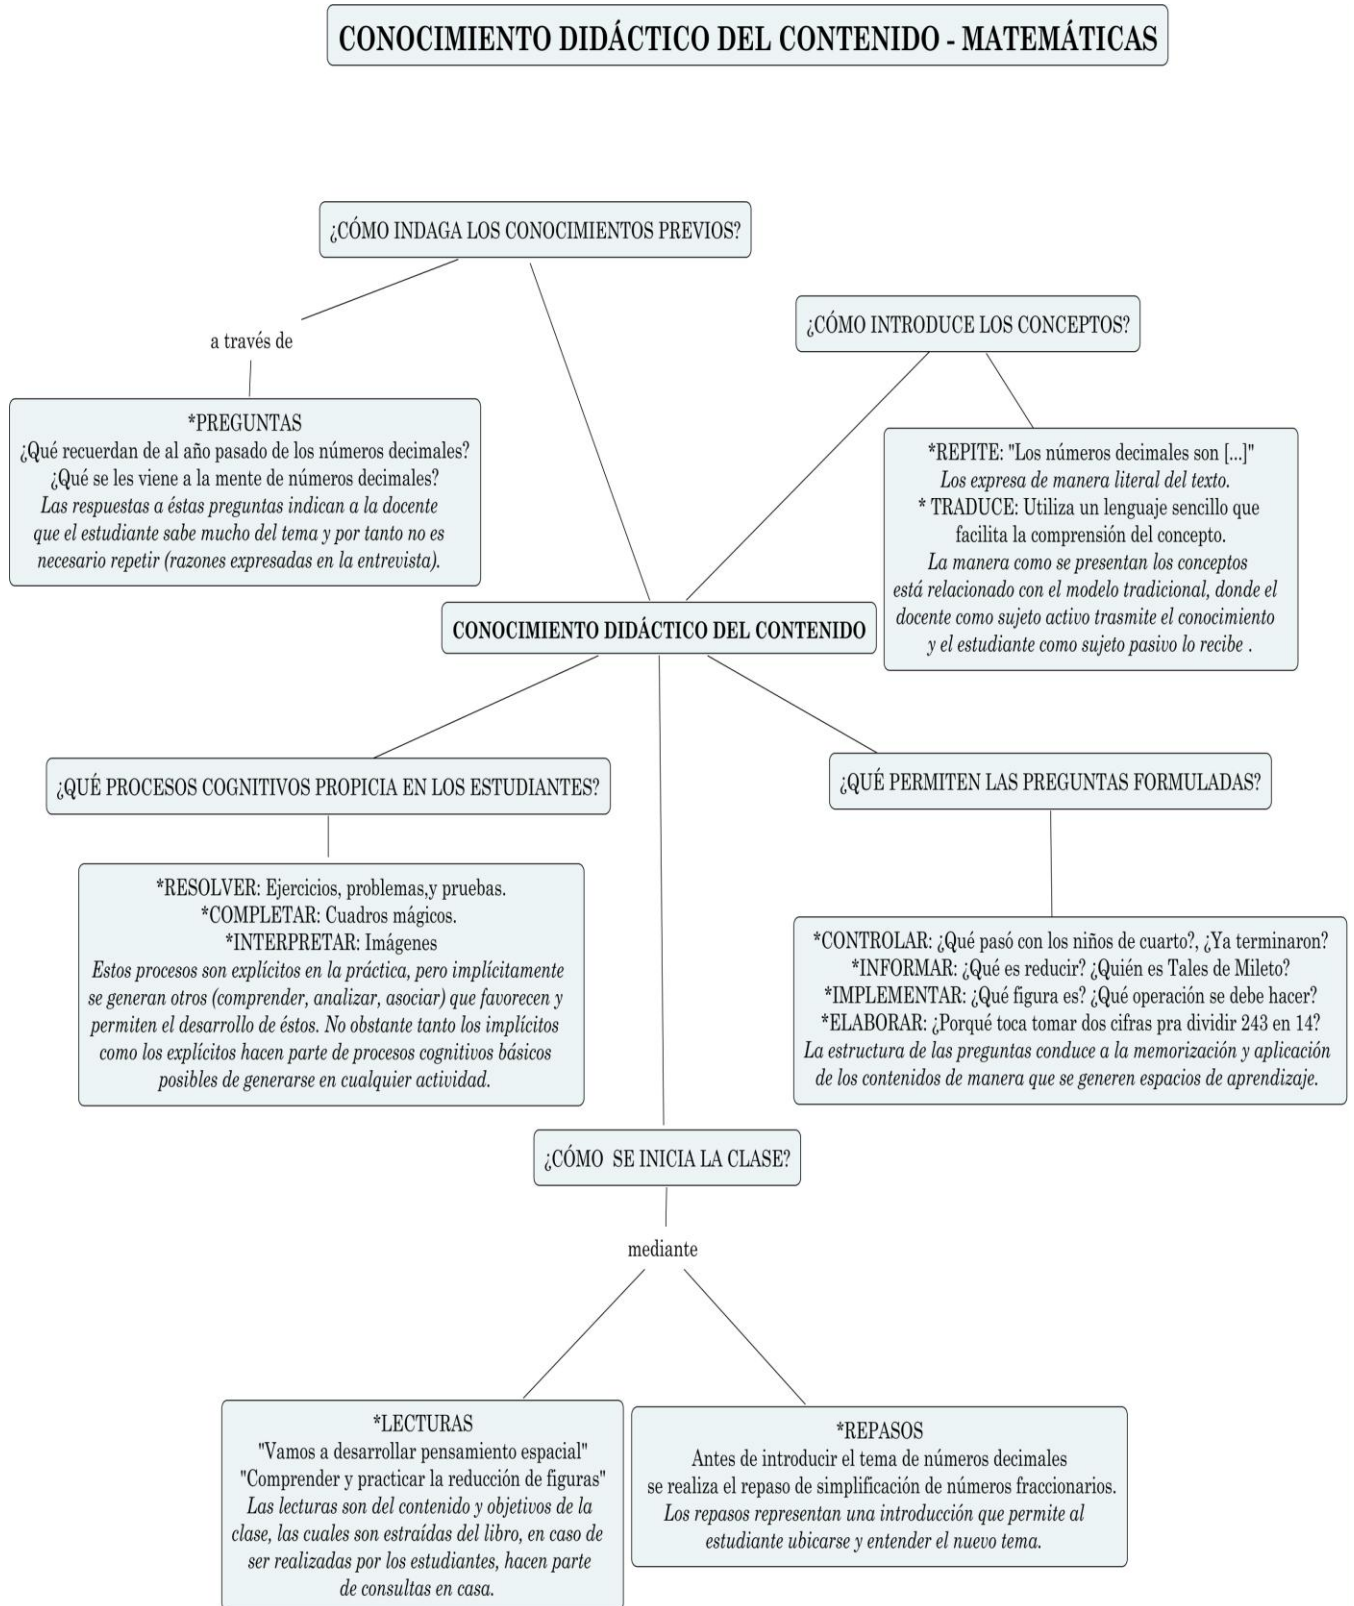 CONOCIMIENTO DIDÁCTICO DEL CONTENIDO - MATEMÁTICAS
¿CÓMO INDAGA LOS CONOCIMIENTOS PREVIOS?
¿CÓMO INTRODUCE LOS CONCEPTOS?
a través de
*PREGUNTAS
¿Qué recuerdan de al año pasado de los números decimales?
¿Qué se les viene a la mente de números decimales?
Las respuestas a éstas preguntas indican a la docente
que el estudiante sabe mucho del tema y por tanto no es
necesario repetir (razones expresadas en la entrevista).
*REPITE: "Los números decimales son [...]"
Los expresa de manera literal del texto.
* TRADUCE: Utiliza un lenguaje sencillo que
facilita la comprensión del concepto.
La manera como se presentan los conceptos
está relacionado con el modelo tradicional, donde el
docente como sujeto activo trasmite el conocimiento
y el estudiante como sujeto pasivo lo recibe .
CONOCIMIENTO DIDÁCTICO DEL CONTENIDO
¿QUÉ PROCESOS COGNITIVOS PROPICIA EN LOS ESTUDIANTES?
¿QUÉ PERMITEN LAS PREGUNTAS FORMULADAS?
*RESOLVER: Ejercicios, problemas,y pruebas.
*COMPLETAR: Cuadros mágicos.
*INTERPRETAR: Imágenes
Estos procesos son explícitos en la práctica, pero implícitamente
se generan otros (comprender, analizar, asociar) que favorecen y
permiten el desarrollo de éstos. No obstante tanto los implícitos
como los explícitos hacen parte de procesos cognitivos básicos
posibles de generarse en cualquier actividad.
*CONTROLAR: ¿Qué pasó con los niños de cuarto?, ¿Ya terminaron?
*INFORMAR: ¿Qué es reducir? ¿Quién es Tales de Mileto?
*IMPLEMENTAR: ¿Qué figura es? ¿Qué operación se debe hacer?
*ELABORAR: ¿Porqué toca tomar dos cifras pra dividir 243 en 14?
La estructura de las preguntas conduce a la memorización y aplicación
de los contenidos de manera que se generen espacios de aprendizaje.
¿CÓMO  SE INICIA LA CLASE?
mediante
*LECTURAS
"Vamos a desarrollar pensamiento espacial"
"Comprender y practicar la reducción de figuras"
Las lecturas son del contenido y objetivos de la
clase, las cuales son estraídas del libro, en caso de
ser realizadas por los estudiantes, hacen parte
de consultas en casa.
*REPASOS
Antes de introducir el tema de números decimales
se realiza el repaso de simplificación de números fraccionarios.
Los repasos representan una introducción que permite al
estudiante ubicarse y entender el nuevo tema.